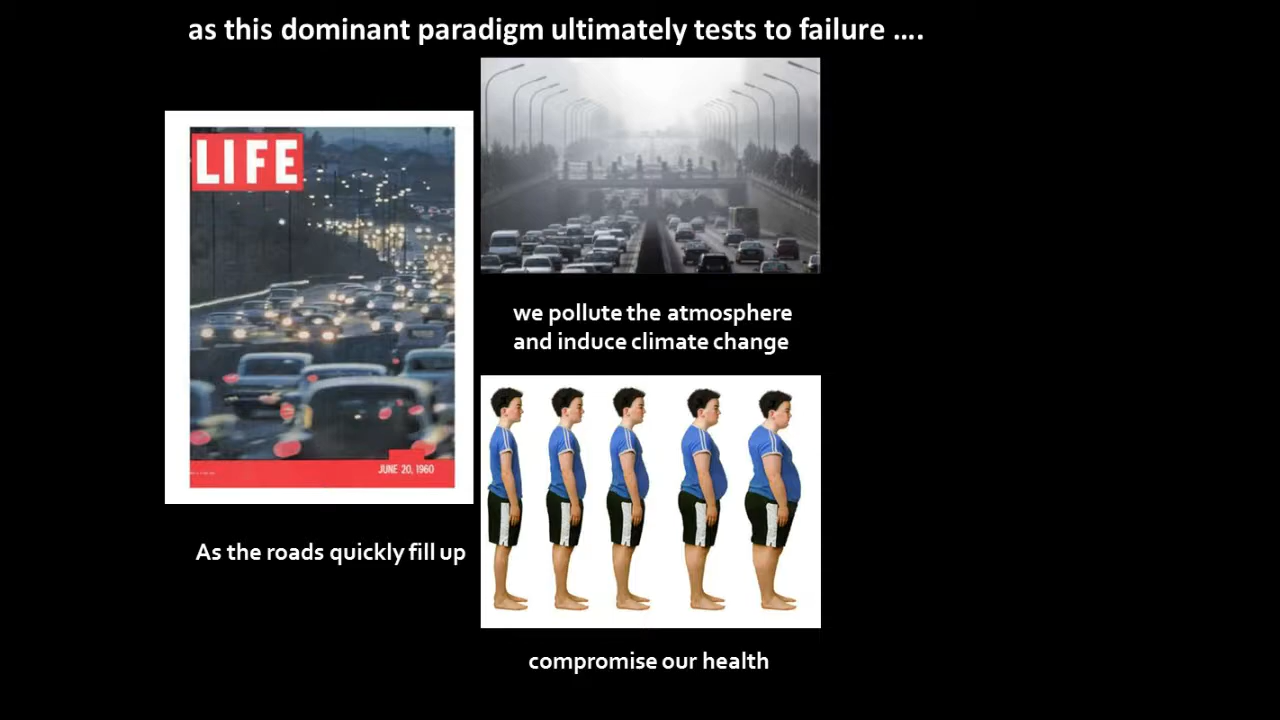 as this dominant paradigm ultimately tests to failure ....
LIFE
JUNE 20, 1960
As the roads quickly fill up
we pollute the atmosphere
and induce climate change
compromise our health